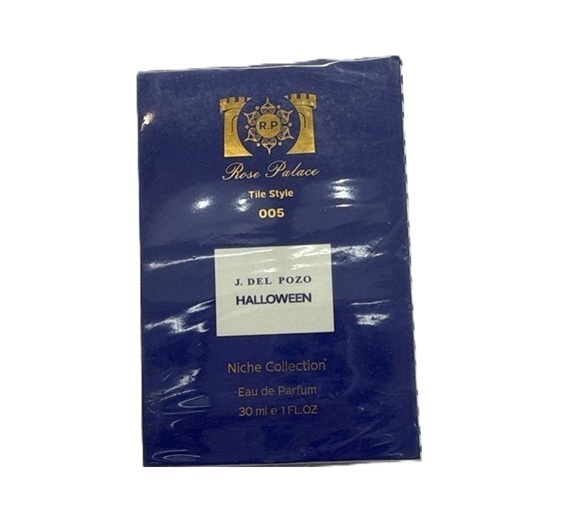 R.P
Rose Palace
Tile Style
005
J. DEL POZO
HALLOWEEN
Niche Collection
Eau de Parfum
30 ml e 1 FL.OZ